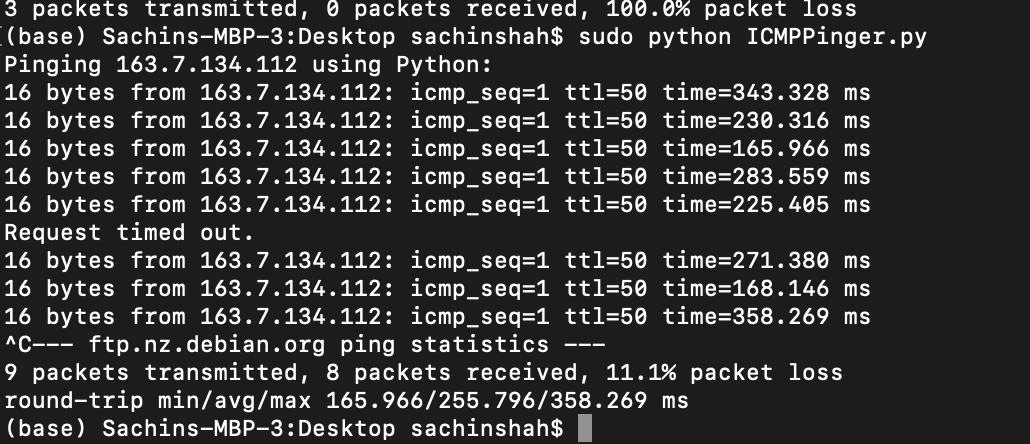 3 packets transmitted, 0 packets received, 100.0% packet loss
(base) Sachins-MBP-3:Desktop sachinshah$ sudo python ICMPPinger.py
Pinging 163.7.134.112 using Python:
16 bytes from 163.7.134.112: icmp_seq=1 ttl=50 time=343.328 ms
16 bytes from 163.7.134.112: icmp_seq=1 ttl=50 time=230.316 ms
16 bytes from 163.7.134.112: icmp_seq=1 ttl=50 time=165.966 ms
16 bytes from 163.7.134.112: icmp_seq=1 ttl=50 time=283.559 ms
16 bytes from 163.7.134.112: icmp_seq=1 ttl=50 time=225.405 ms
Request timed out.
16 bytes from 163.7.134.112: icmp_seq=1 ttl=50 time=271.380 ms
16 bytes from 163.7.134.112: icmp_seq=1 ttl=50 time=168.146 ms
16 bytes from 163.7.134.112: icmp_seq=1 ttl=50 time=358.269 ms
^C--- ftp.nz.debian.org ping statistics ---
9 packets transmitted, 8 packets received, 11.1% packet loss
round-trip min/avg/max 165.966/255.796/358.269 ms
(base) Sachins-MBP-3:Desktop sachinshah$